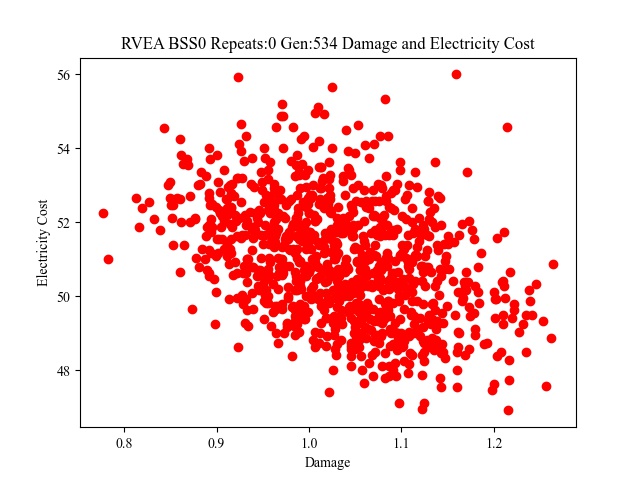 RVEA BSS0 Repeats:0 Gen:534 Damage and Electricity Cost
56
54
52
50
48
Electricity Cost
0.8 0.9 1.0 1.1 1.2
Damage